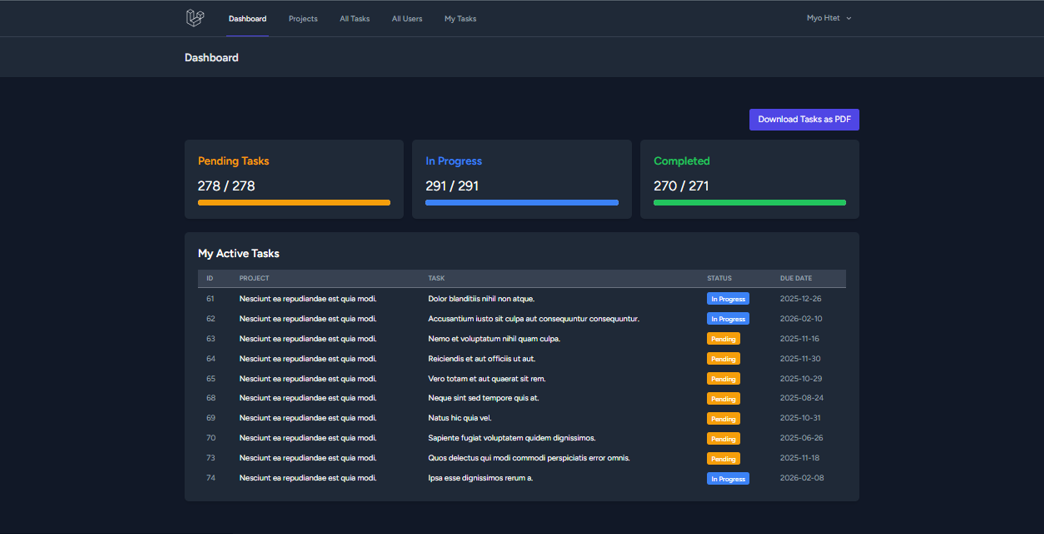 Dashboard Projects All Tasks All Users My Tasks Myo Htet
Dashboard
Download Tasks as PDF
Pending Tasks In Progress Completed
278 / 278 291 / 291 270 / 271
My Active Tasks
ID PROJECT TASK STATUS DUE DATE
61 Nesciunt ea repudiandae est quia modi. Dolor blanditiis nihil non atque. In Progress 2025-12-26
62 Nesciunt ea repudiandae est quia modi. Accusantium iusto sit culpa aut consequuntur consequuntur. In Progress 2026-02-10
63 Nesciunt ea repudiandae est quia modi. Nemo et voluptatum nihil quam culpa. Pending 2025-11-16
64 Nesciunt ea repudiandae est quia modi. Reiciendis et aut officiis ut aut. Pending 2025-11-30
65 Nesciunt ea repudiandae est quia modi. Vero totam et aut quaerat sit rem. Pending 2025-10-29
68 Nesciunt ea repudiandae est quia modi. Neque sint sed tempore quis at. Pending 2025-08-24
69 Nesciunt ea repudiandae est quia modi. Natus hic quia vel. Pending 2025-10-31
70 Nesciunt ea repudiandae est quia modi. Sapiente fugiat voluptatem quidem dignissimos. Pending 2025-06-26
73 Nesciunt ea repudiandae est quia modi. Quos delectus qui modi commodi perspiciatis error omnis. Pending 2025-11-18
74 Nesciunt ea repudiandae est quia modi. Ipsa esse dignissimos rerum a. In Progress 2026-02-08